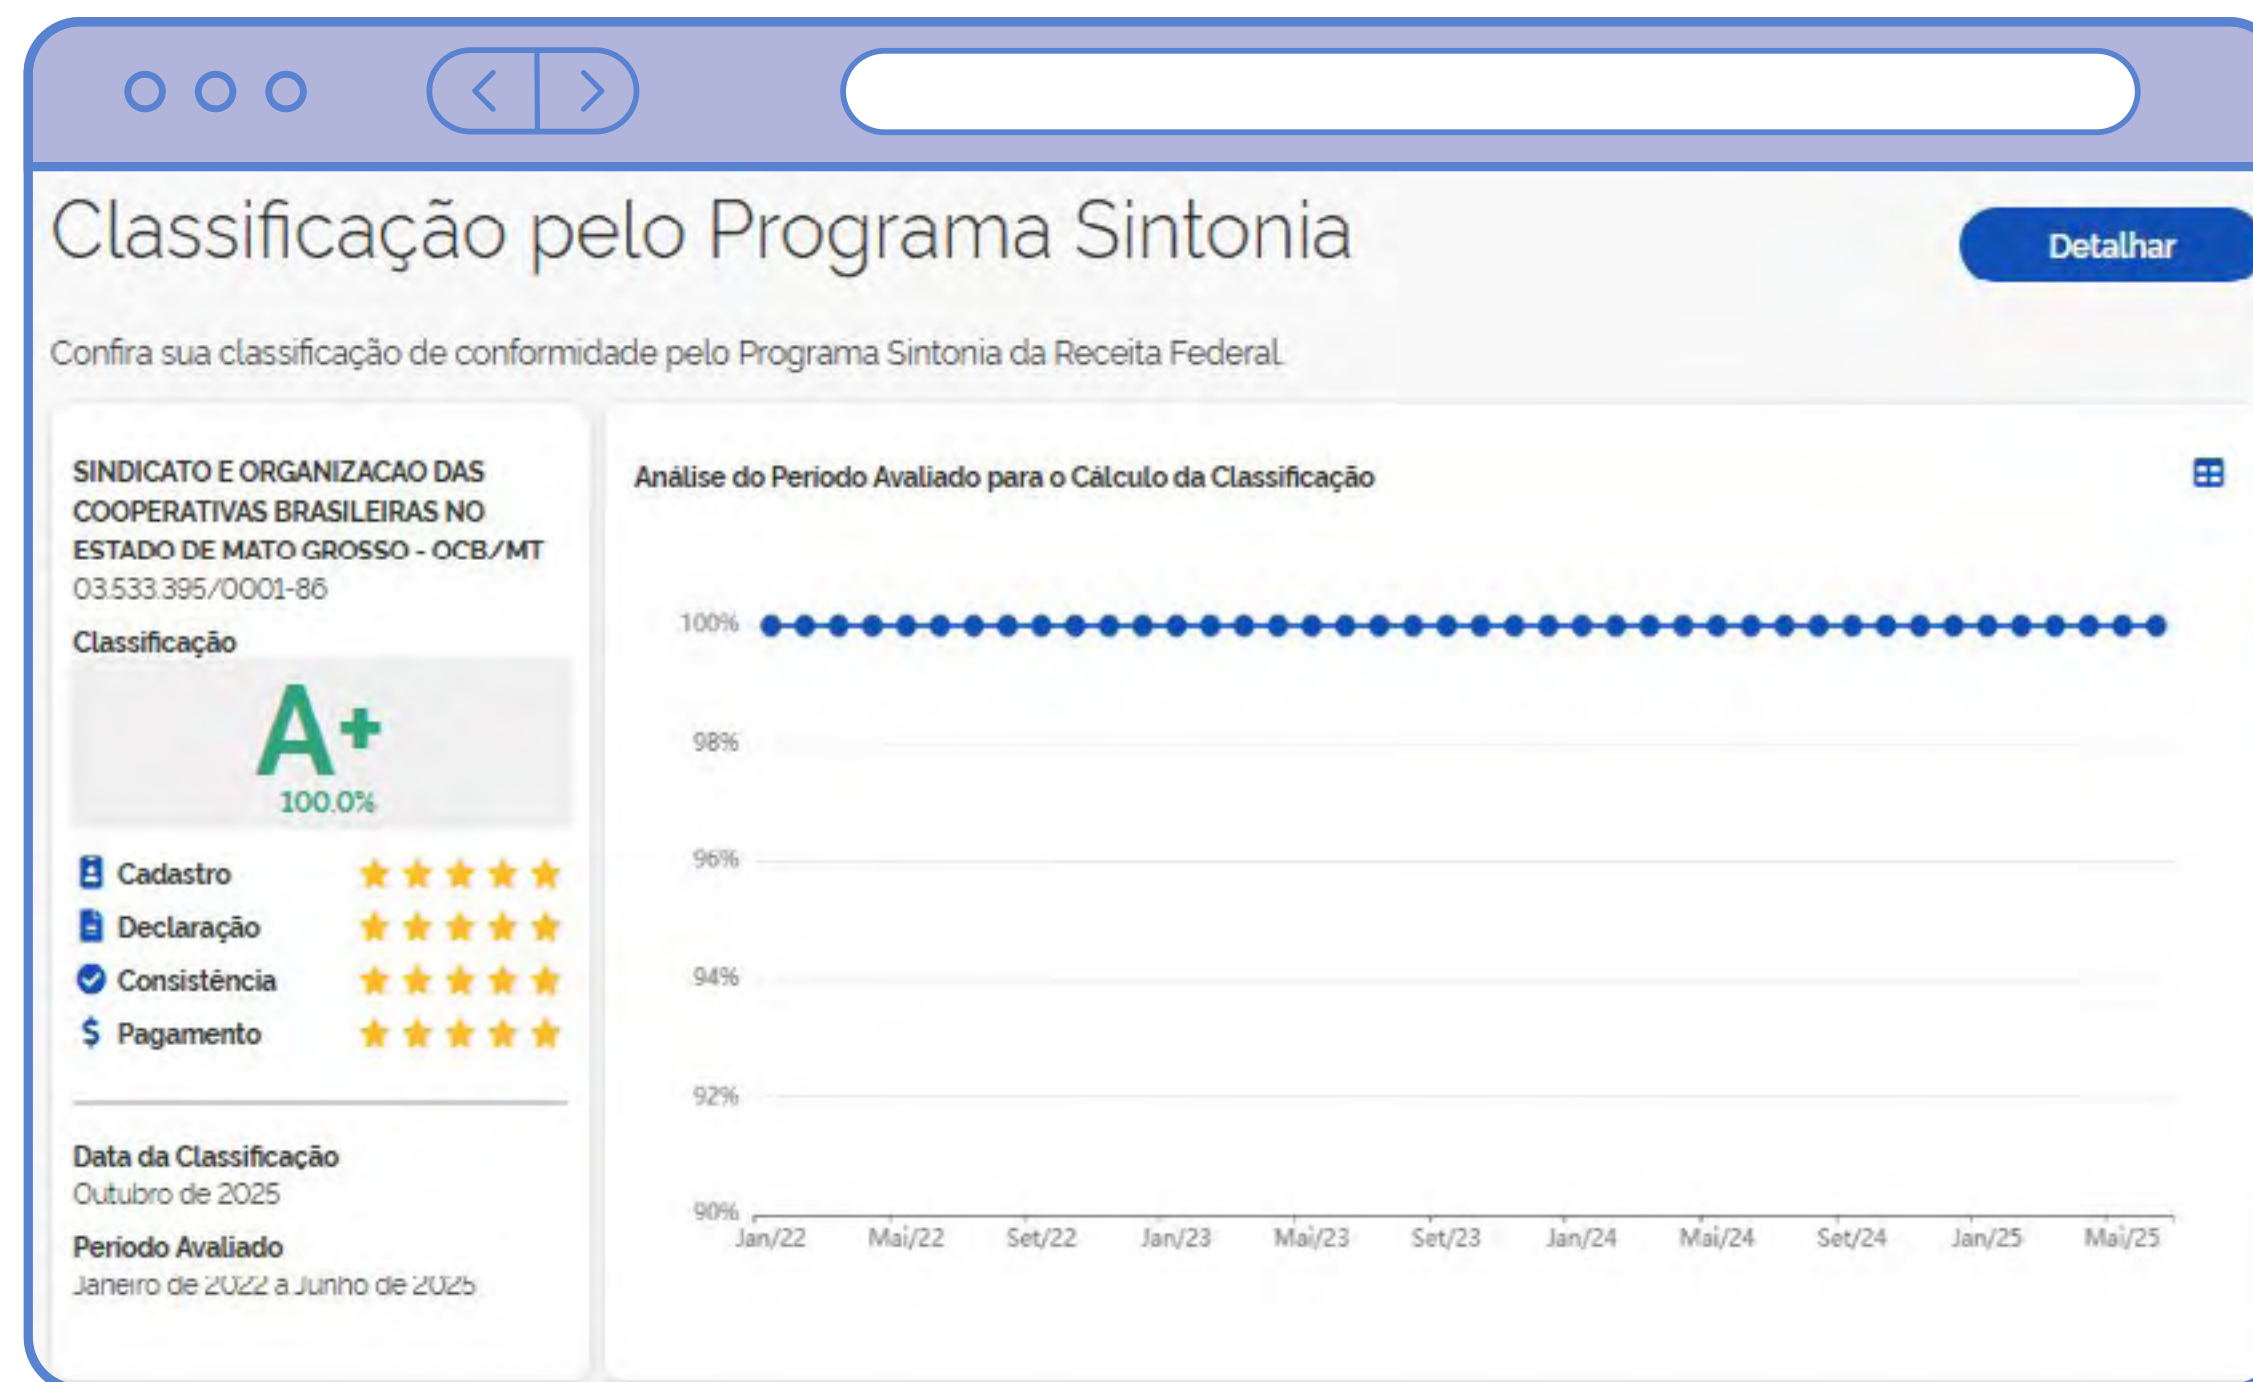 Classificação pelo Programa Sintonia
Detalhar
Confira sua classificação de conformidade pelo Programa Sintonia da Receita Federal.
SINDICATO E ORGANIZACAO DAS
COOPERATIVAS BRASILEIRAS NO
ESTADO DE MATO GROSSO - OCB/MT
03.533.395/0001-86
Classificação
A+
100.0%
Cadastro
Declaração
Consistência
$ Pagamento
Data da Classificação
Outubro de 2025
Período Avaliado
Janeiro de 2022 a Junho de 2025
Análise do Período Avaliado para o Cálculo da Classificação
100%
98%
96%
94%
92%
90%
Jan/22 Mai/22 Set/22 Jan/23 Mai/23 Set/23 Jan/24 Mai/24 Set/24 Jan/25 Mai/25